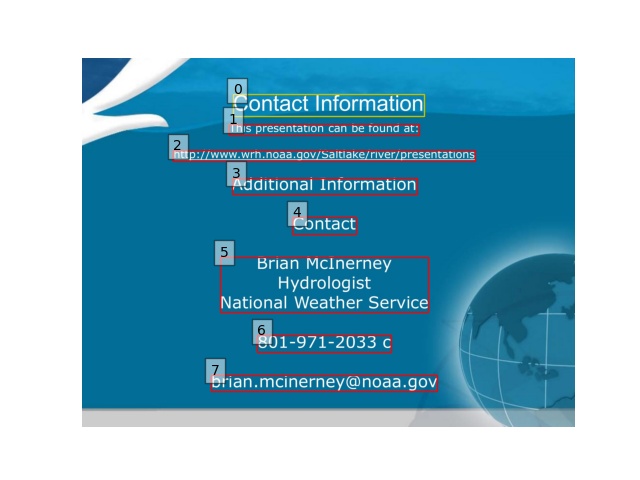 0
Contact Information
1
This presentation can be found at:
2
http://www.wrh.noaa.gov/Saltlake/river/presentations
3
Additional Information
4
Contact
5
Brian McInerney
Hydrologist
National Weather Service
6
801-971-2033 c
7
brian.mcinerney@noaa.gov